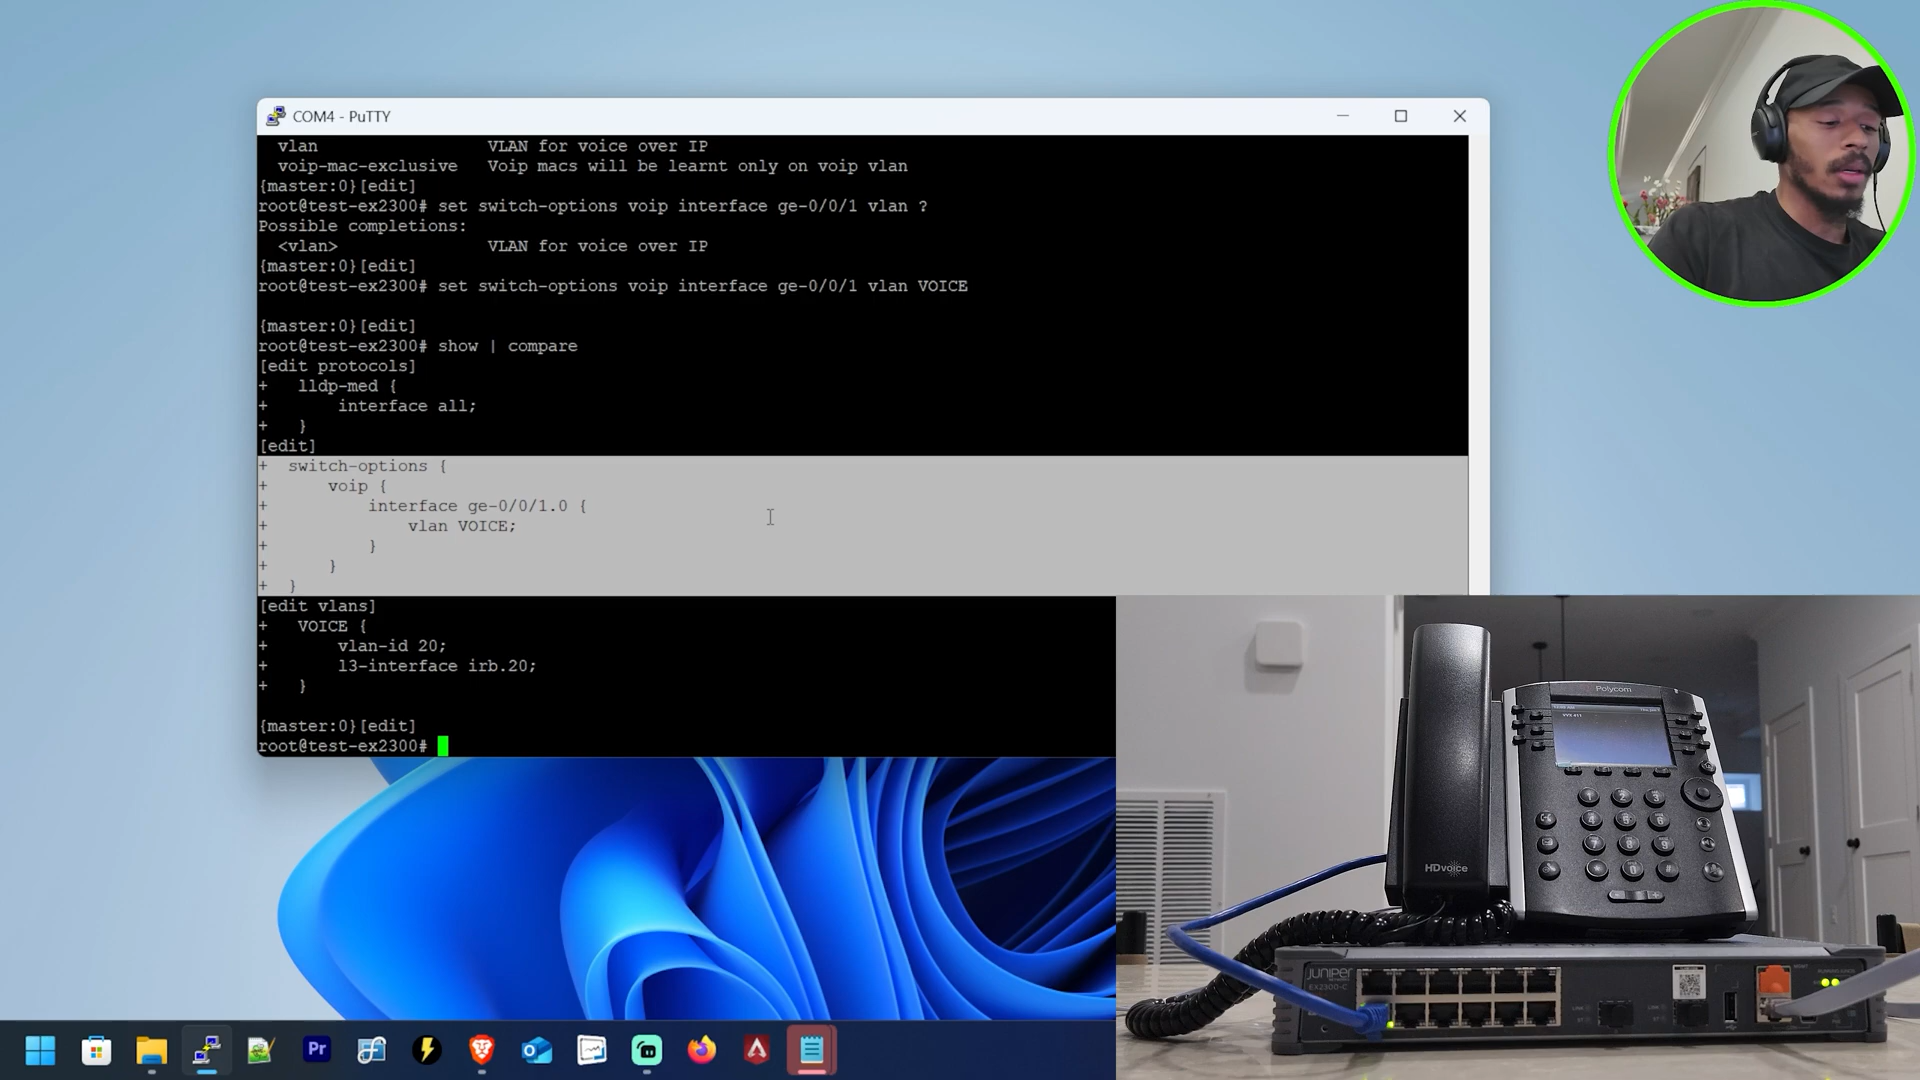 COM4 - PuTTY
vlan VLAN for voice over IP
voip-mac-exclusive Voip macs will be learnt only on voip vlan
{master:0}[edit]
root@test-ex2300# set switch-options voip interface ge-0/0/1 vlan ?
Possible completions:
<vlan> VLAN for voice over IP
{master:0}[edit]
root@test-ex2300# set switch-options voip interface ge-0/0/1 vlan VOICE
{master:0}[edit]
root@test-ex2300# show | compare
[edit protocols]
+ lldp-med {
+ interface all;
+ }
[edit]
+ switch-options {
+ voip {
+ interface ge-0/0/1.0 {
+ vlan VOICE;
+ }
+ }
+ }
[edit vlans]
+ VOICE {
+ vlan-id 20;
+ l3-interface irb.20;
+ }
{master:0}[edit]
root@test-ex2300#
Polycom
HDvoice
JUNIPER
EX2300-C
Pr